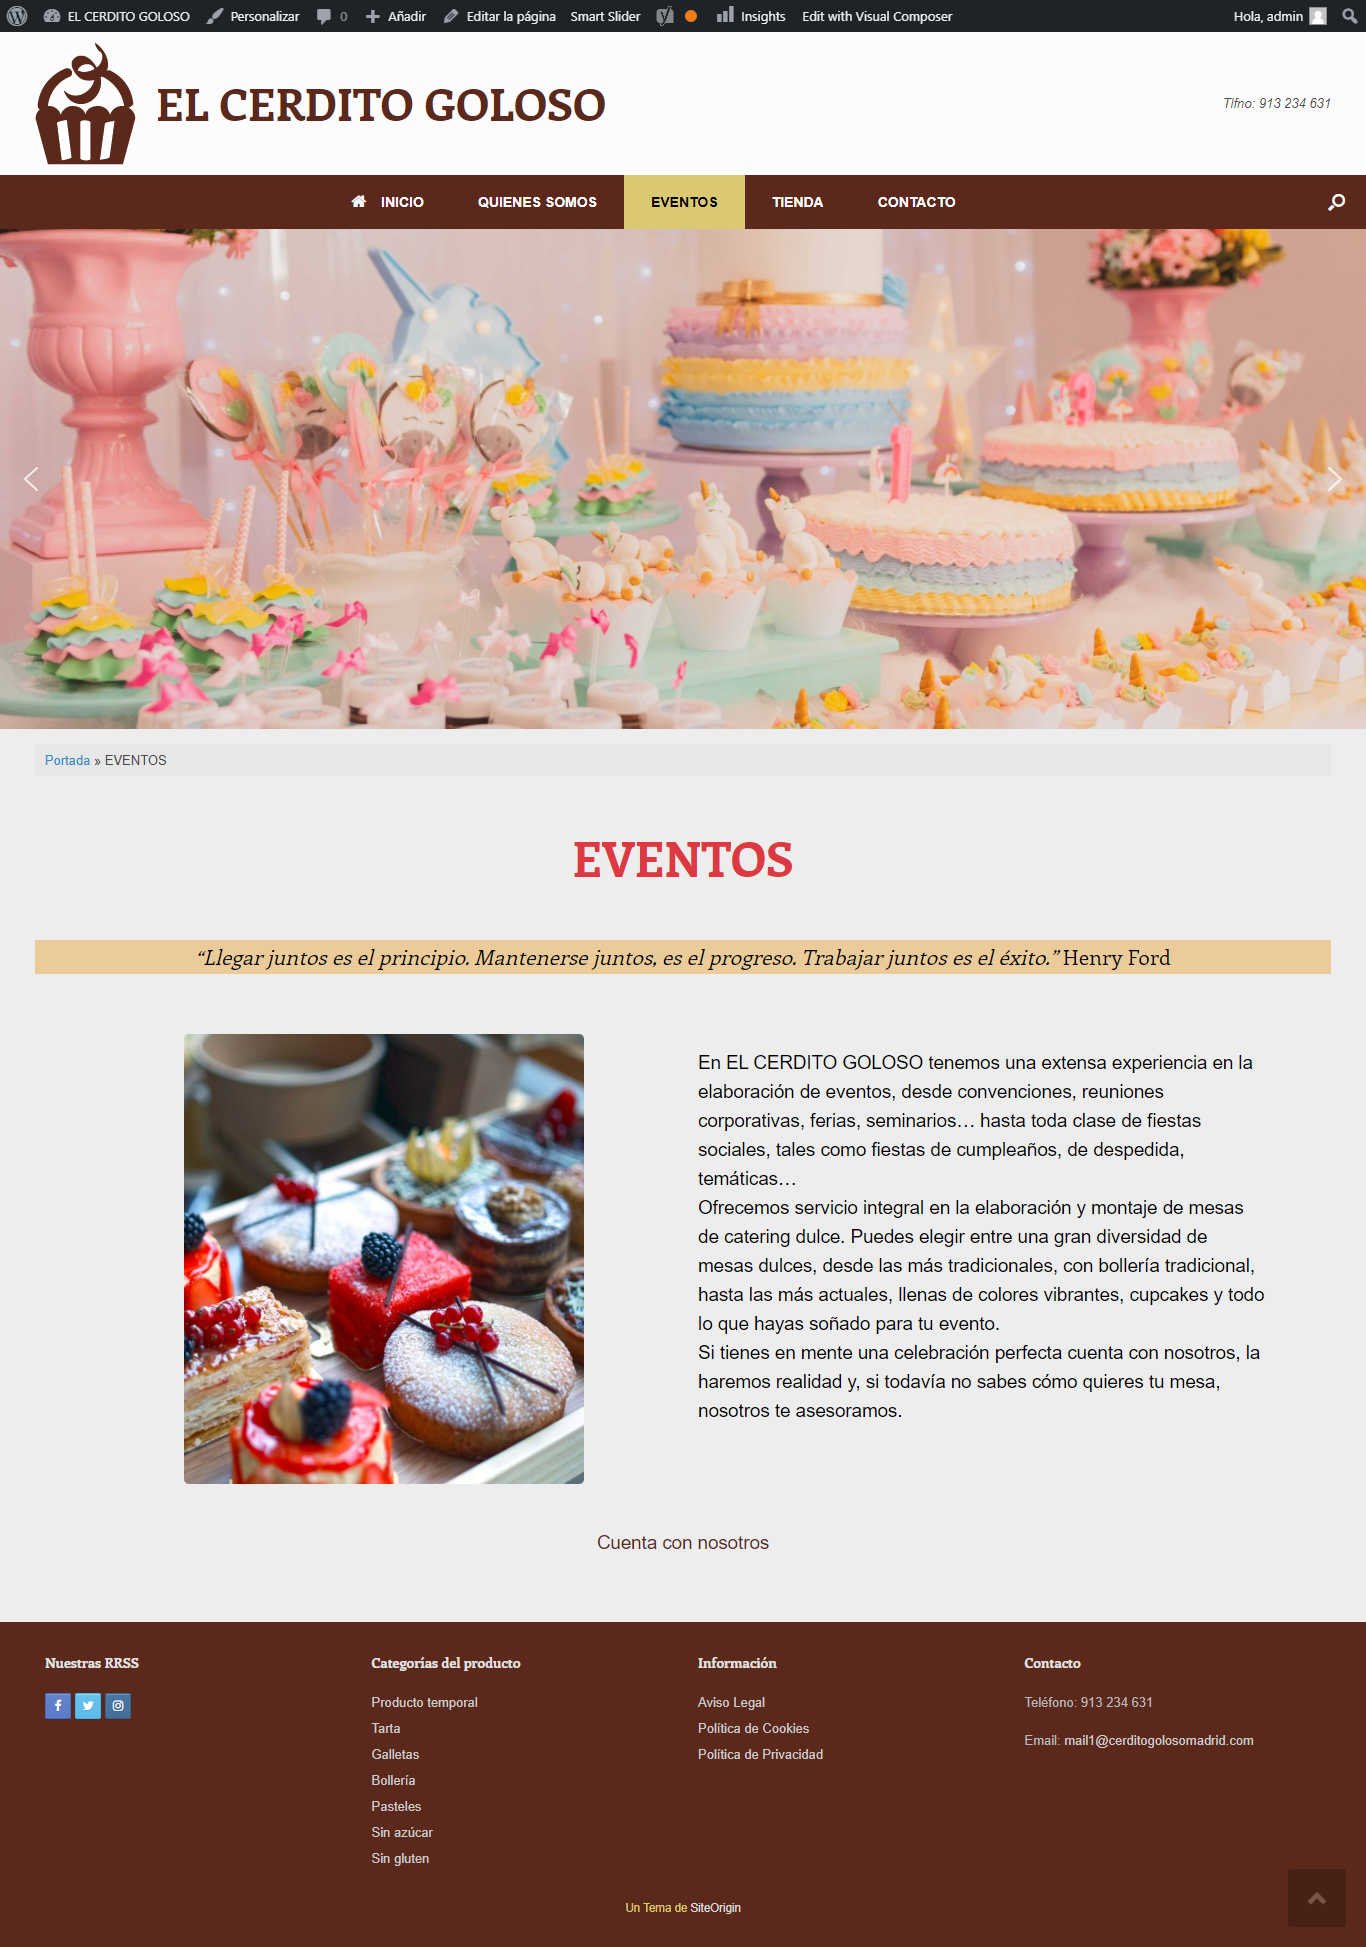 EL CERDITO GOLOSO Personalizar 0 Añadir Editar la página Smart Slider Insights Edit with Visual Composer Hola, admin
EL CERDITO GOLOSO
Tlfno: 913 234 631
INICIO QUIENES SOMOS EVENTOS TIENDA CONTACTO
Portada » EVENTOS
EVENTOS
“Llegar juntos es el principio. Mantenerse juntos, es el progreso. Trabajar juntos es el éxito.” Henry Ford
En EL CERDITO GOLOSO tenemos una extensa experiencia en la
elaboración de eventos, desde convenciones, reuniones
corporativas, ferias, seminarios… hasta toda clase de fiestas
sociales, tales como fiestas de cumpleaños, de despedida,
temáticas…
Ofrecemos servicio integral en la elaboración y montaje de mesas
de catering dulce. Puedes elegir entre una gran diversidad de
mesas dulces, desde las más tradicionales, con bollería tradicional,
hasta las más actuales, llenas de colores vibrantes, cupcakes y todo
lo que hayas soñado para tu evento.
Si tienes en mente una celebración perfecta cuenta con nosotros, la
haremos realidad y, si todavía no sabes cómo quieres tu mesa,
nosotros te asesoramos.
Cuenta con nosotros
Nuestras RRSS
Categorías del producto
Producto temporal
Tarta
Galletas
Bollería
Pasteles
Sin azúcar
Sin gluten
Información
Aviso Legal
Política de Cookies
Política de Privacidad
Contacto
Teléfono: 913 234 631
Email: mail1@cerditogolosomadrid.com
Un Tema de SiteOrigin